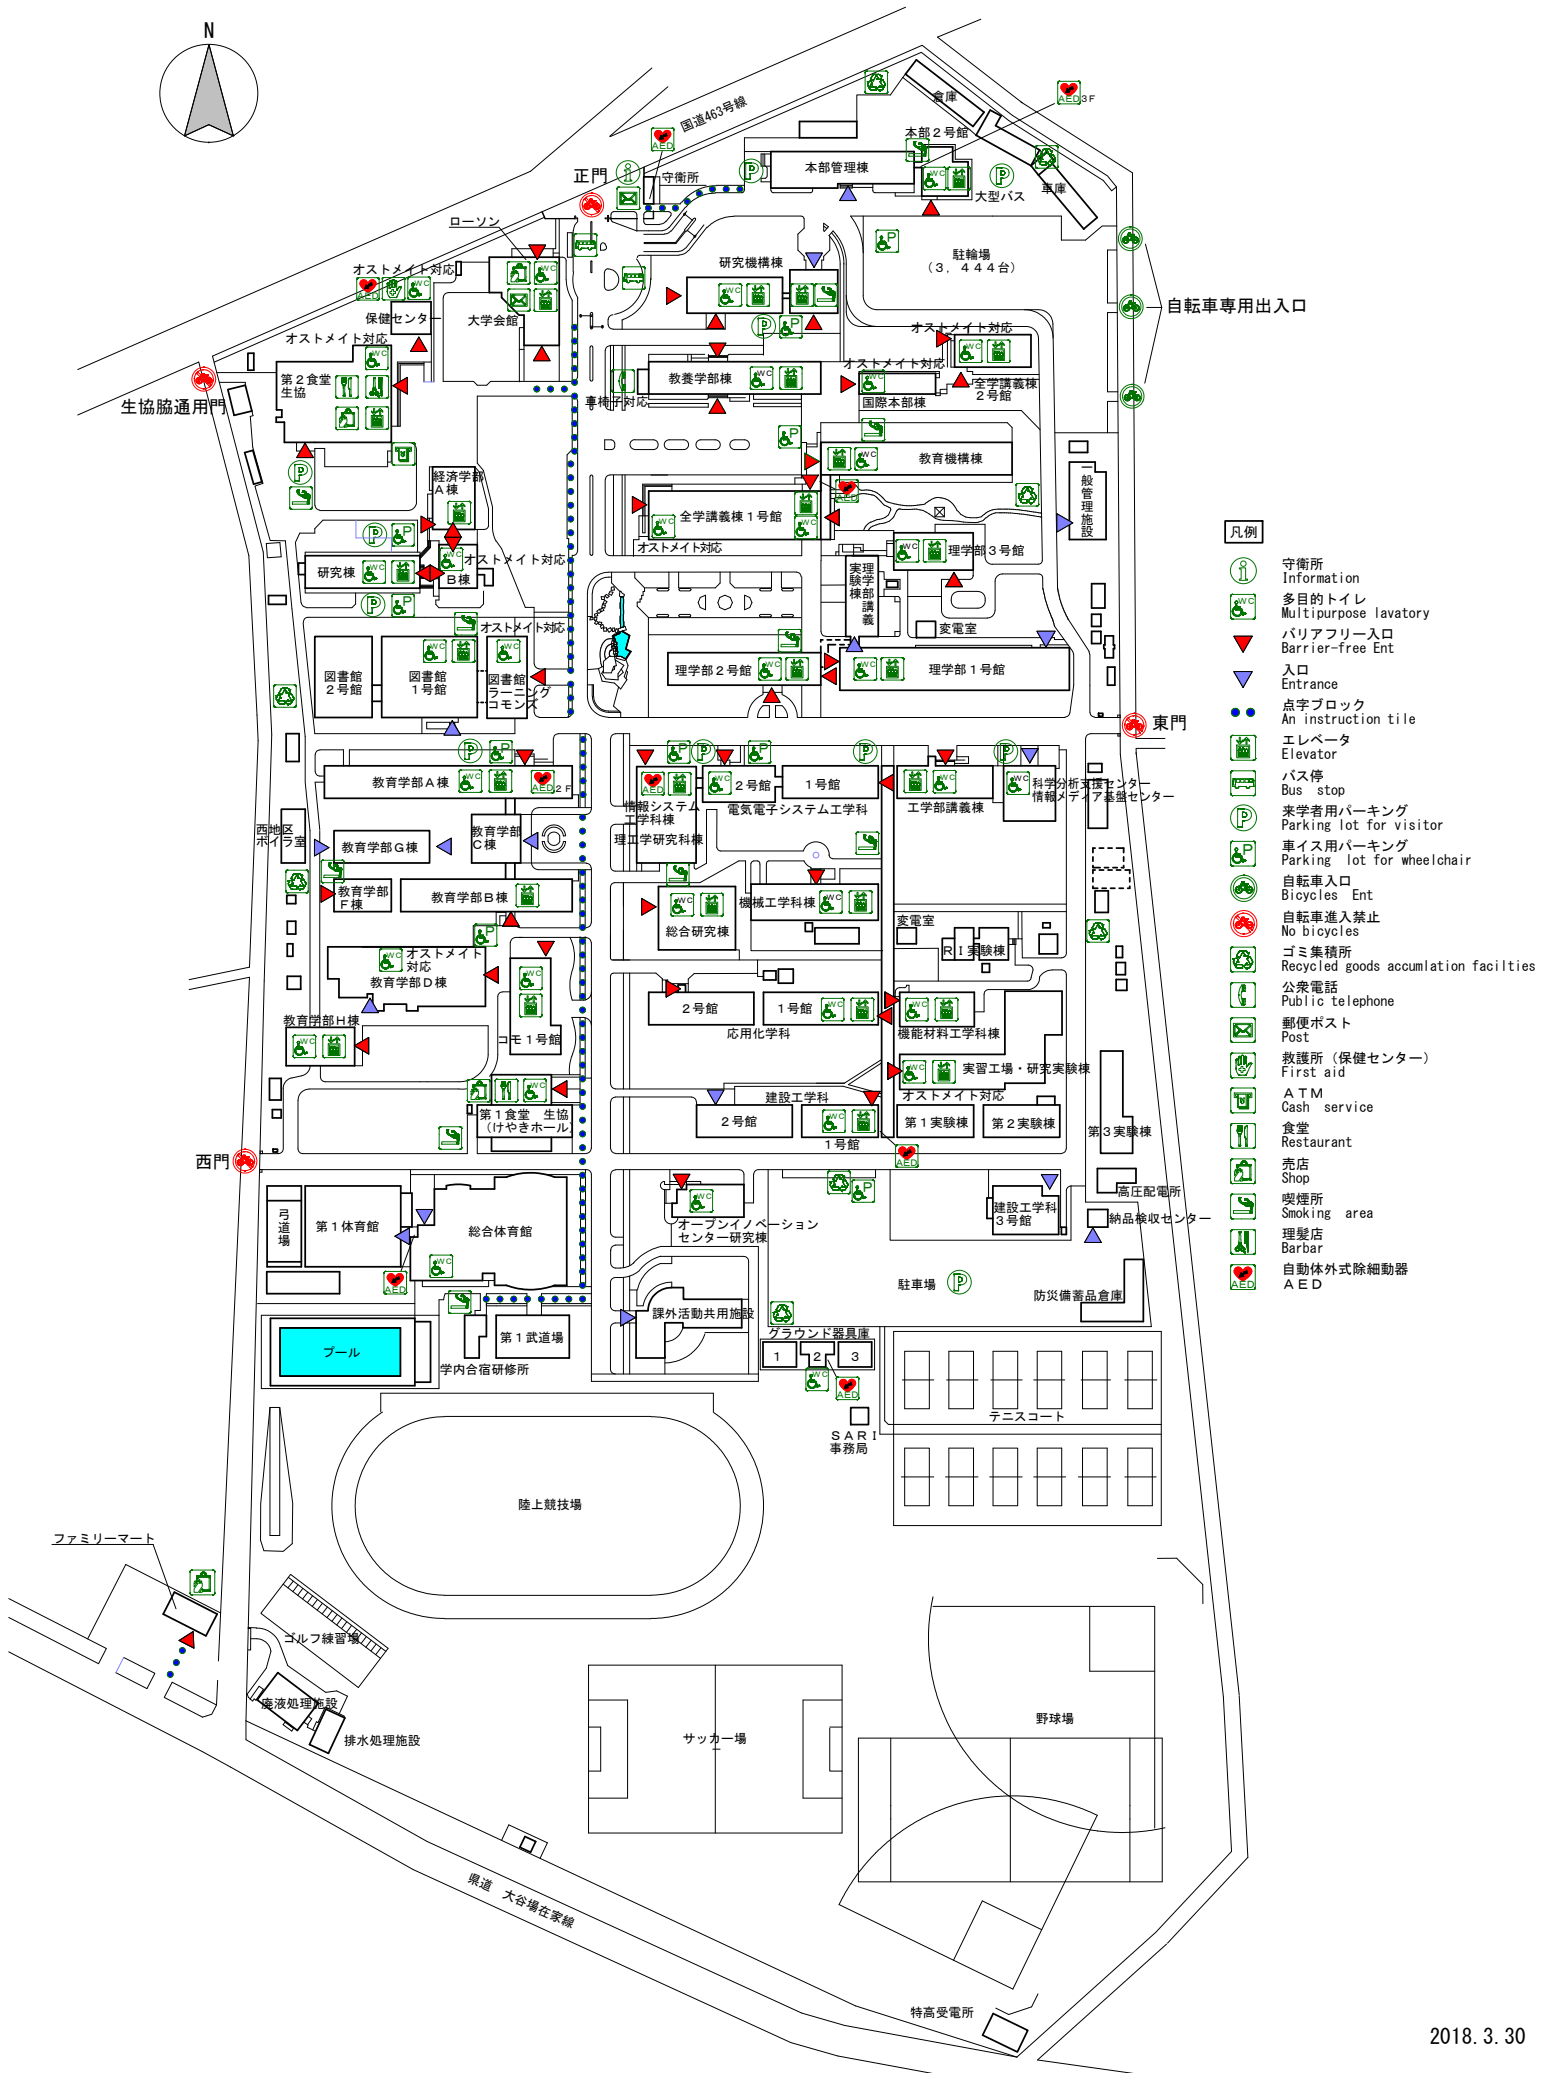 N
国道463号線
倉庫
AED
3F
AED
本部2号館
本部管理棟
正門
守衛所
P
WC
P
大型バス
車庫
ローソン
研究機構棟
駐輪場
(3,444台)
オストメイト対応
保健センター
大学会館
自転車専用出入口
オストメイト対応
オストメイト対応
オストメイト対応
第2食堂
生協
教養学部棟
国際本部棟
全学講義棟
2号館
生協脇通用門
車椅子対応
教育機構棟
経済学部
A棟
一般管理施設
全学講義棟1号館
オストメイト対応
理学部3号館
オストメイト対応
研究棟
B棟
理学部講義
実験棟
変電室
オストメイト対応
図書館
2号館
図書館
1号館
図書館
ラーニング
コモンズ
理学部2号館
理学部1号館
東門
教育学部A棟
AED
2F
2号館
1号館
電気電子システム工学科
工学部講義棟
科学分析支援センター
情報メディア基盤センター
情報システム
工学科棟
理工学研究科棟
西地区
ボイラ室
教育学部G棟
教育学部
C棟
教育学部
F棟
教育学部B棟
総合研究棟
機械工学科棟
変電室
RI実験棟
オストメイト
対応
教育学部D棟
教育学部H棟
コモ1号館
2号館
1号館
応用化学科
機能材料工学科棟
実習工場・研究実験棟
オストメイト対応
第1食堂 生協
(けやきホール)
建設工学科
2号館
1号館
第1実験棟
第2実験棟
第3実験棟
西門
AED
高圧配電所
弓道場
第1体育館
総合体育館
オープンイノベーション
センター研究棟
建設工学科
3号館
納品検収センター
AED
駐車場
P
防災備蓄品倉庫
課外活動共用施設
グラウンド器具庫
1
2
3
プール
第1武道場
学内合宿研修所
AED
SARI
事務局
テニスコート
陸上競技場
ファミリーマート
ゴルフ練習場
廃液処理施設
排水処理施設
サッカー場
野球場
県道 大谷場在家線
特高受電所
凡例
守衛所
Information
多目的トイレ
Multipurpose lavatory
バリアフリー入口
Barrier-free Ent
入口
Entrance
点字ブロック
An instruction tile
エレベータ
Elevator
バス停
Bus stop
来学者用パーキング
Parking lot for visitor
車イス用パーキング
Parking lot for wheelchair
自転車入口
Bicycles Ent
自転車進入禁止
No bicycles
ゴミ集積所
Recycled goods accumlation facilties
公衆電話
Public telephone
郵便ポスト
Post
救護所(保健センター)
First aid
ATM
Cash service
食堂
Restaurant
売店
Shop
喫煙所
Smoking area
理髪店
Barbar
自動体外式除細動器
AED
2018.3.30